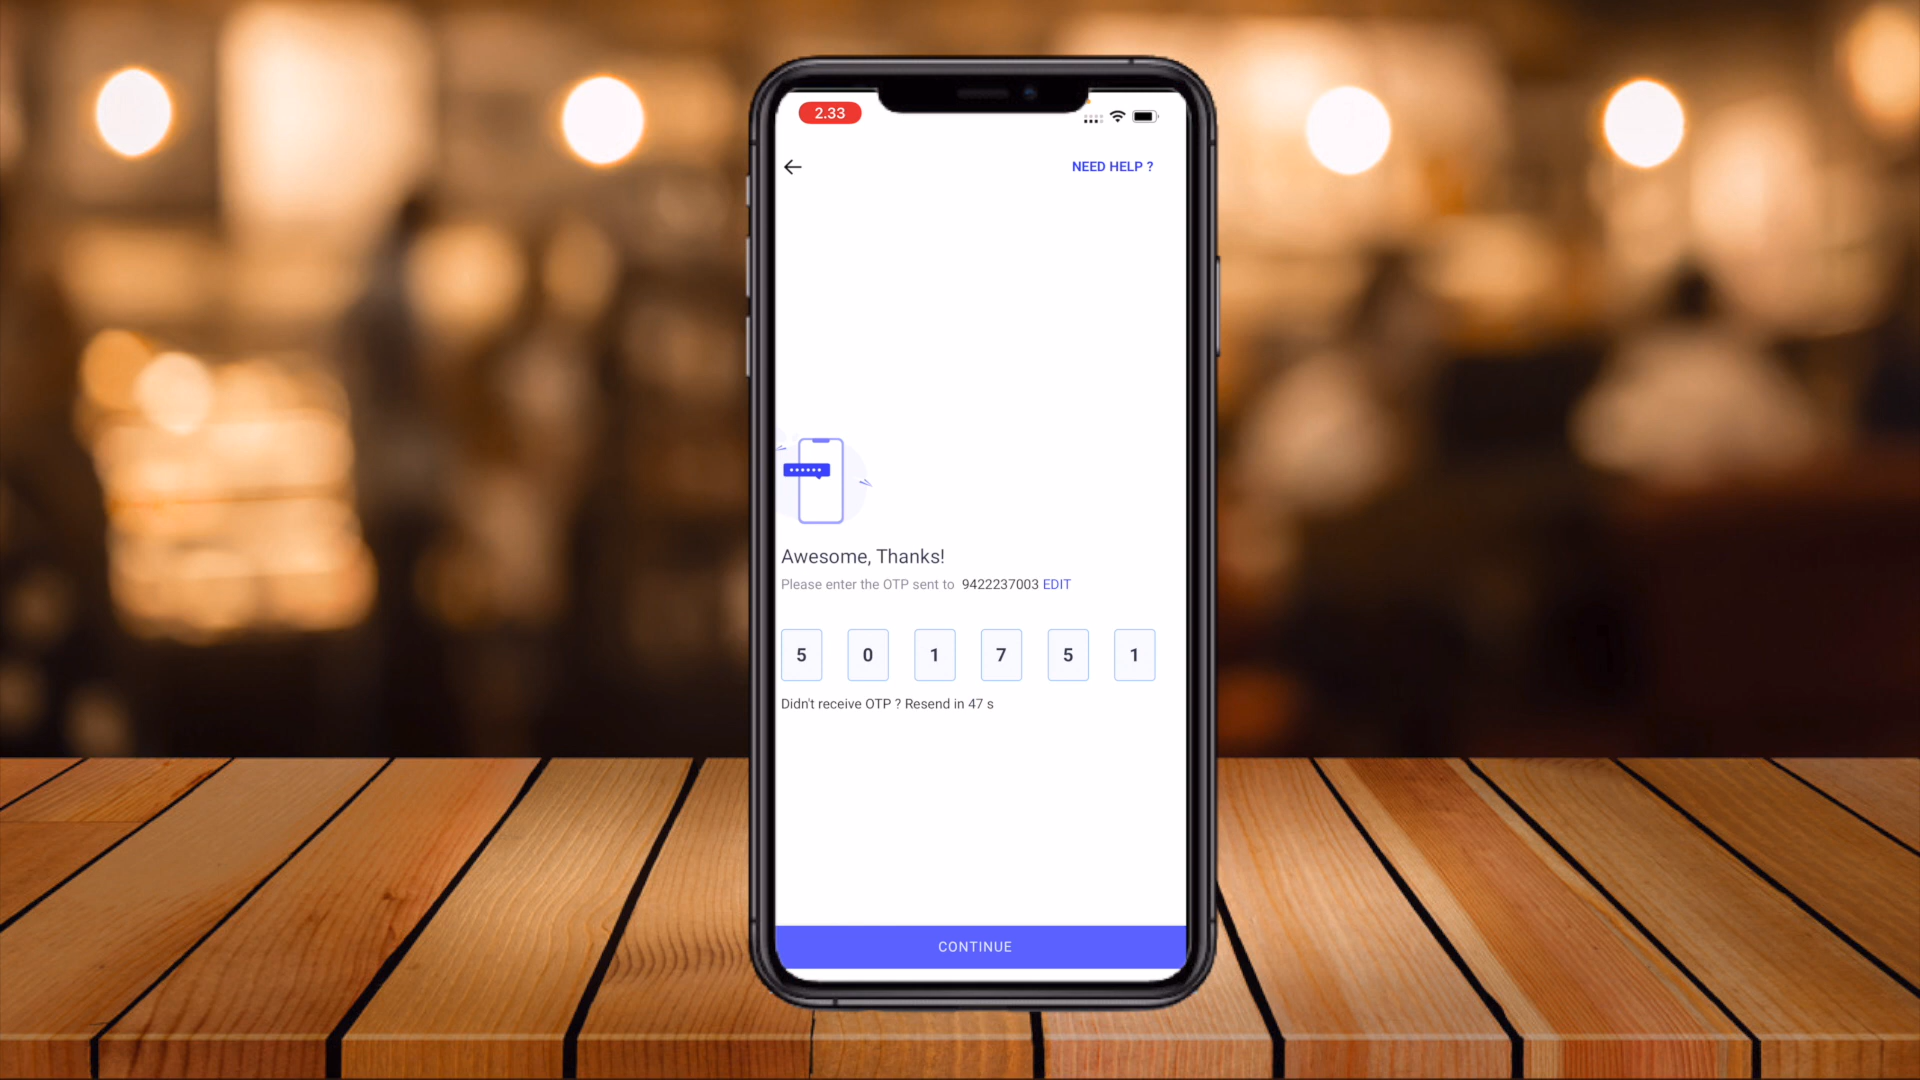 2.33
NEED HELP ?
Awesome, Thanks!
Please enter the OTP sent to 9422237003 EDIT
5 0 1 7 5 1
Didn't receive OTP ? Resend in 47 s
CONTINUE